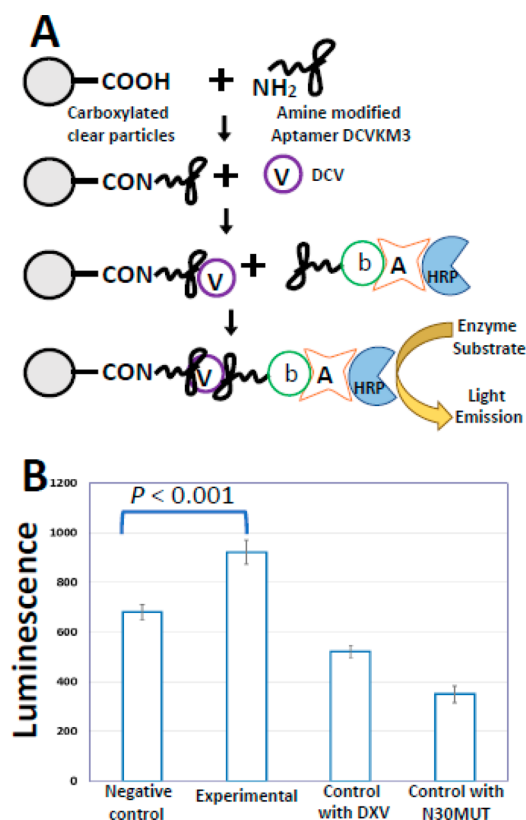 A
COOH + NH2
Carboxylated
clear particles
Amine modified
Aptamer DCVKM3
CON + V DCV
CON V + b A HRP
CON V b A HRP
Enzyme
Substrate
Light
Emission
B
Luminescence
P < 0.001
1200
1000
800
600
400
200
0
Negative
control
Experimental
Control
with DXV
Control with
N30MUT